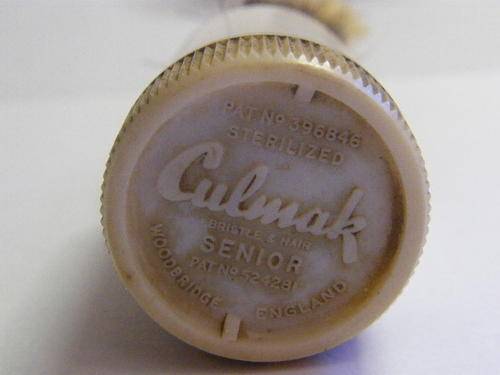 PAT Nº 396846
STERILIZED
Culmak
BRISTLE & HAIR
SENIOR
PAT Nº 424281
WOODBRIDGE ENGLAND